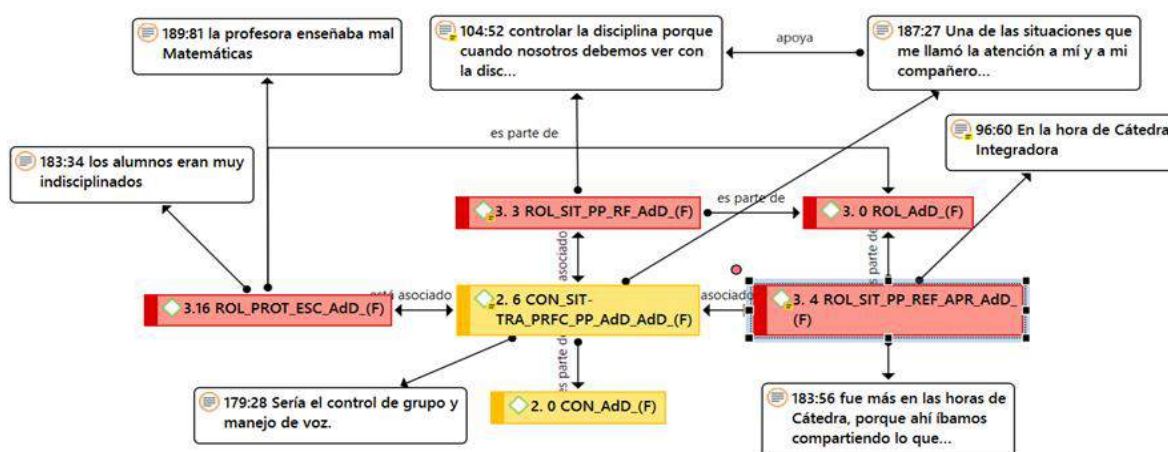 189:81 la profesora enseñaba mal
Matemáticas
104:52 controlar la disciplina porque
cuando nosotros debemos ver con
la disc...
apoya
187:27 Una de las situaciones que
me llamó la atención a mí y a mi
compañero...
96:60 En la hora de Cátedra
Integradora
es parte de
183:34 los alumnos eran muy
indisciplinados
3. 3 ROL_SIT_PP_RF_AdD_(F)
es parte de
3. 0 ROL_AdD_(F)
asociado
es parte de
3.16 ROL_PROT_ESC_AdD_(F)
está asociado
2. 6 CON_SIT-
TRA_PRFC_PP_AdD_AdD_(F)
asociado
3. 4 ROL_SIT_PP_REF_APR_AdD_
(F)
es parte de
179:28 Sería el control de grupo y
manejo de voz.
2. 0 CON_AdD_(F)
183:56 fue más en las horas de
Cátedra, porque ahí íbamos
compartiendo lo que...